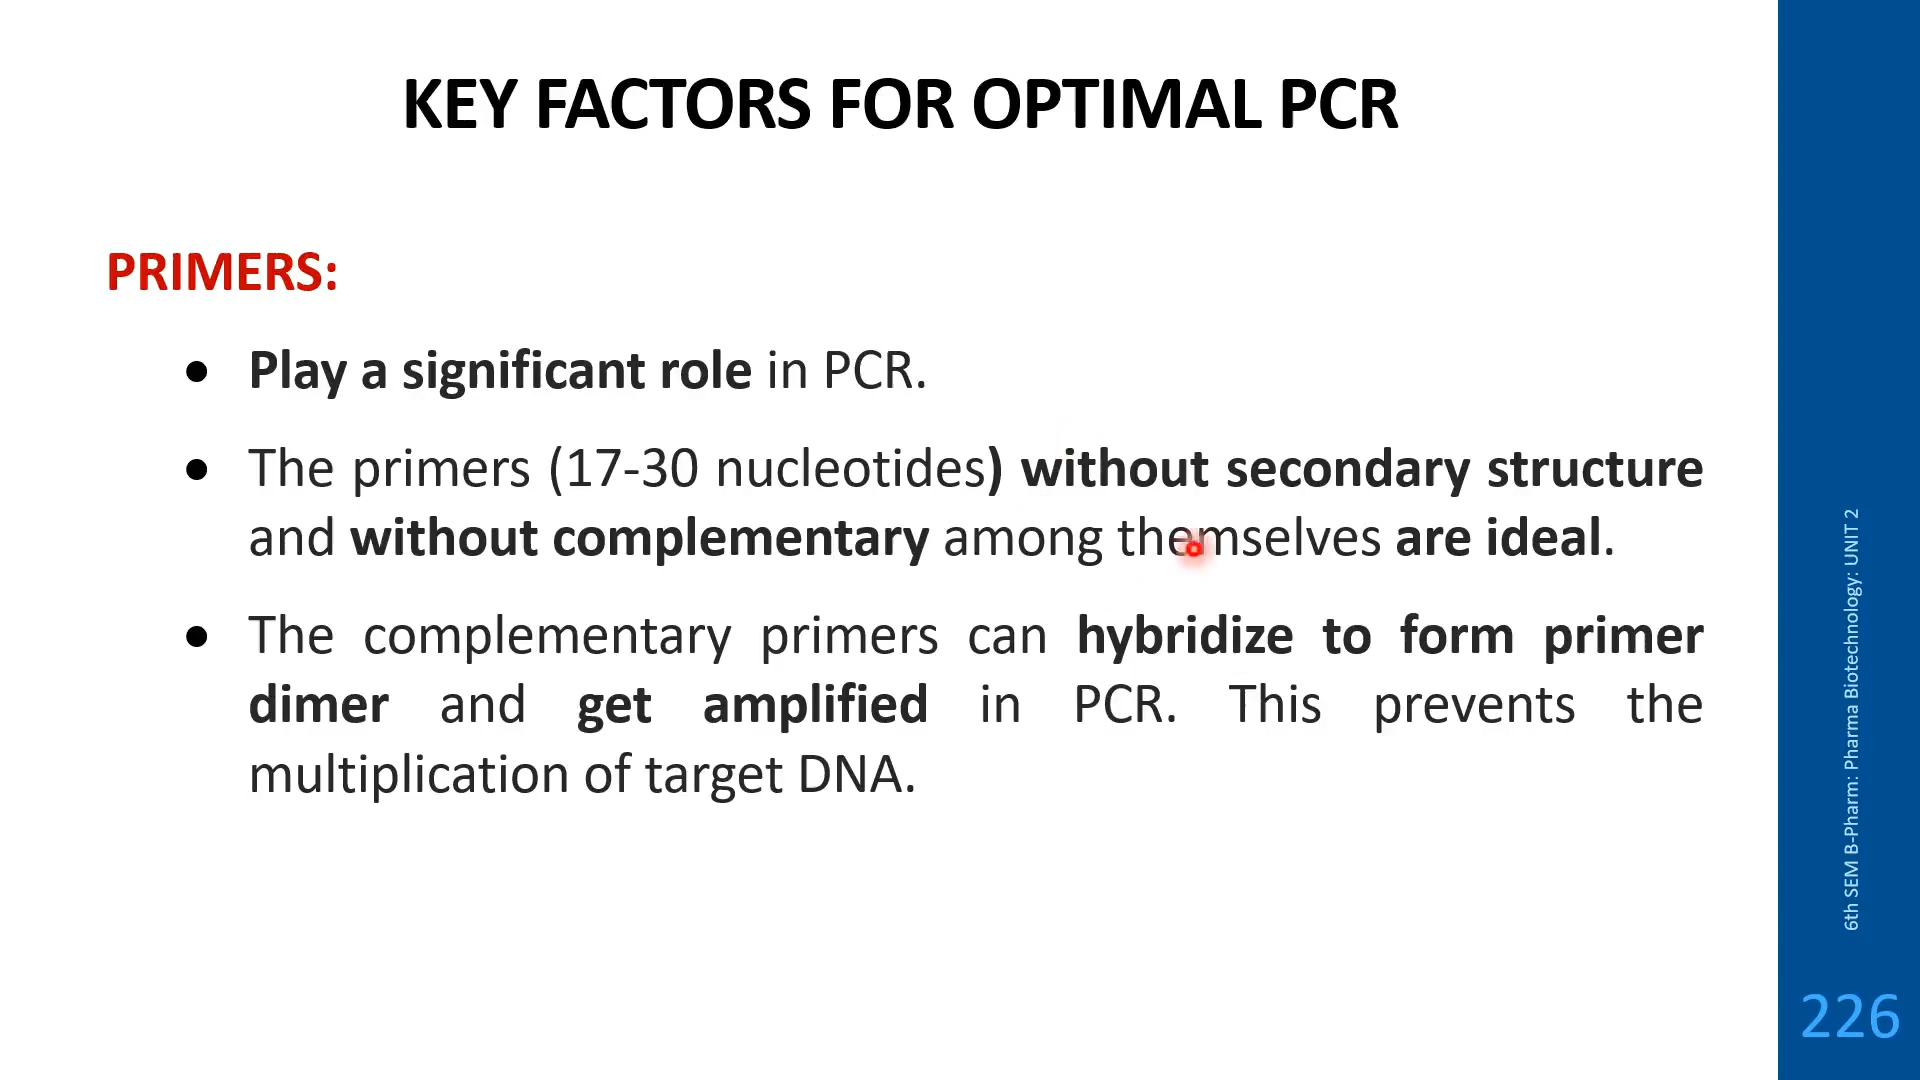 KEY FACTORS FOR OPTIMAL PCR
PRIMERS:
● Play a significant role in PCR.
● The primers (17-30 nucleotides) without secondary structure
and without complementary among themselves are ideal.
● The complementary primers can hybridize to form primer
dimer and get amplified in PCR. This prevents the
multiplication of target DNA.
6th SEM B-Pharm: Pharma Biotechnology: UNIT 2
226